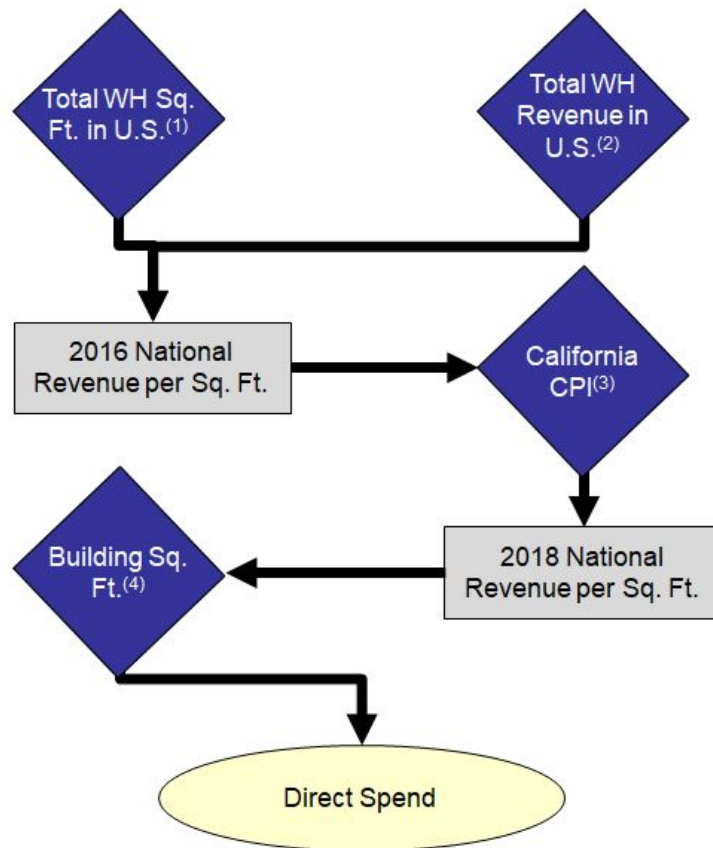 Total WH Sq.
Ft. in U.S.(1)
Total WH
Revenue in
U.S.(2)
2016 National
Revenue per Sq. Ft.
California
CPI(3)
Building Sq.
Ft.(4)
2018 National
Revenue per Sq. Ft.
Direct Spend